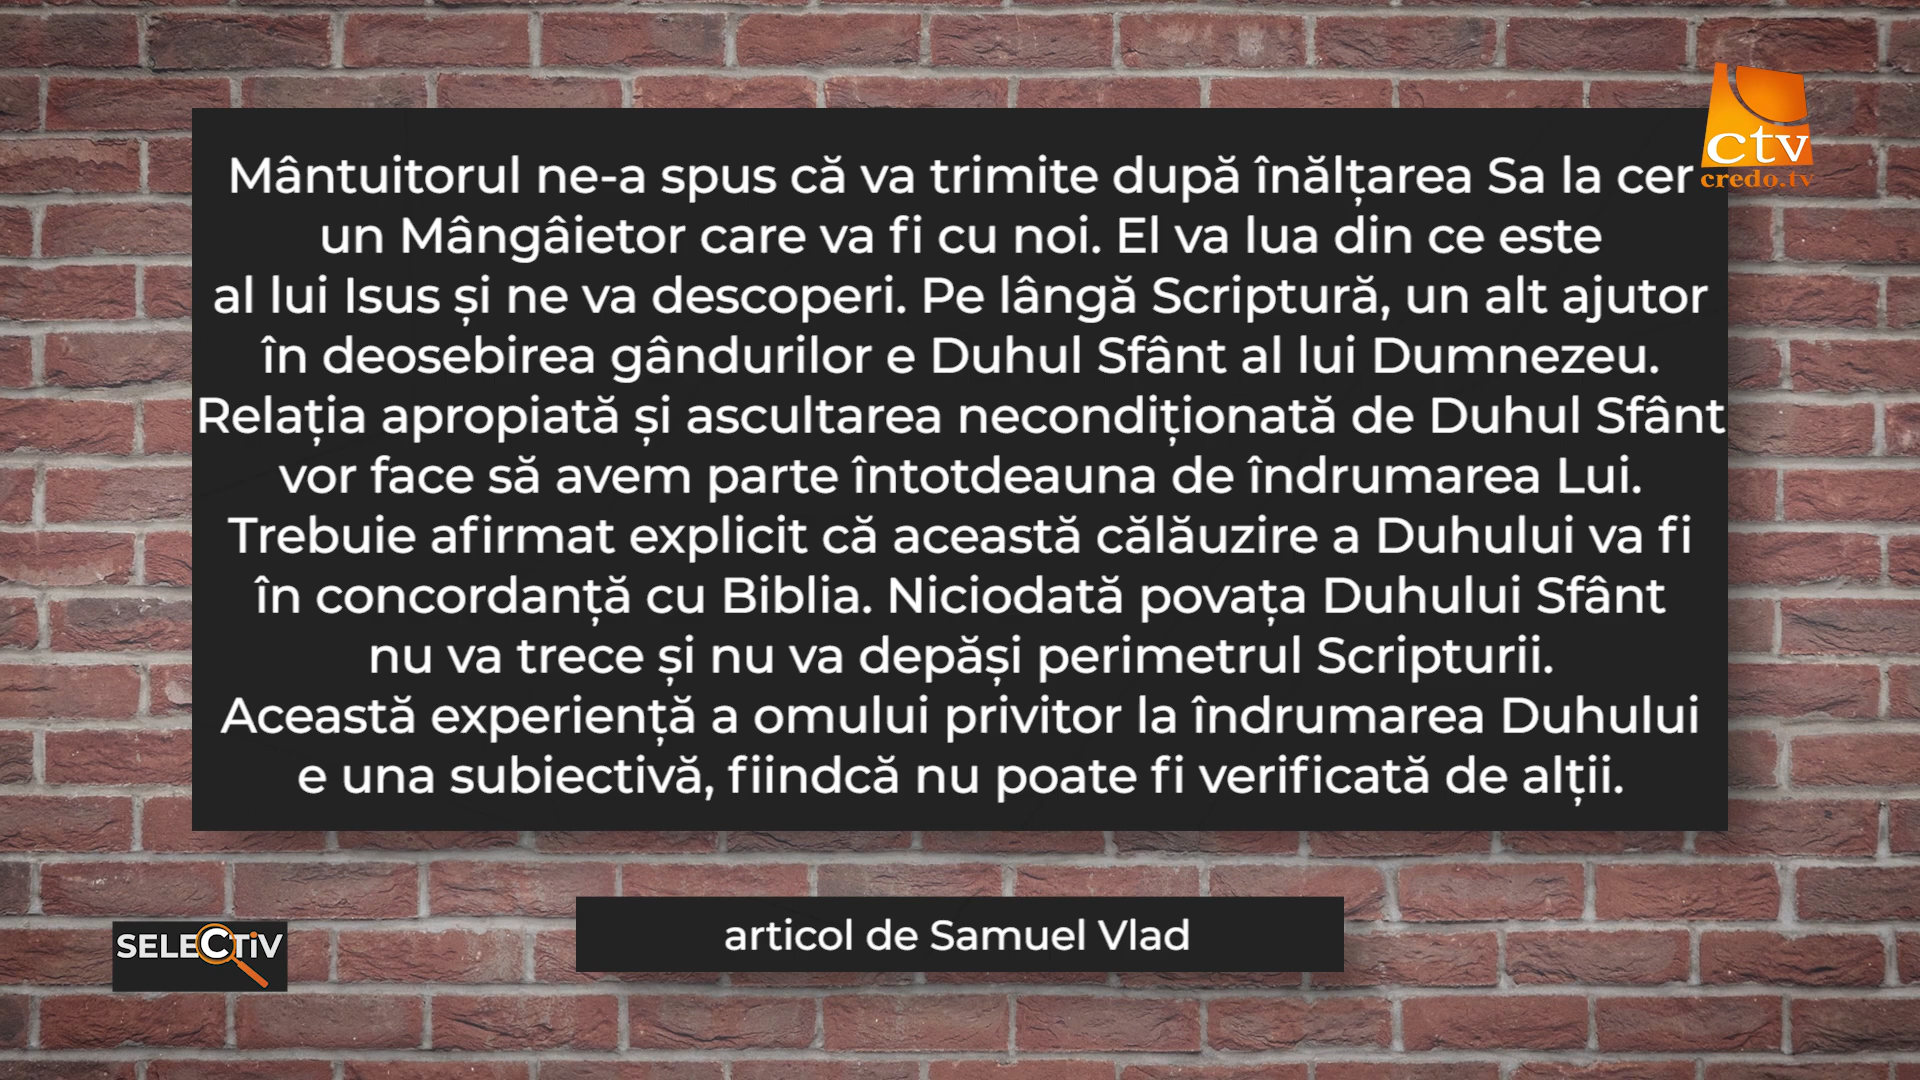 Mântuitorul ne-a spus că va trimite după înălțarea Sa la cer
un Mângâietor care va fi cu noi. El va lua din ce este
al lui Isus și ne va descoperi. Pe lângă Scriptură, un alt ajutor
în deosebirea gândurilor e Duhul Sfânt al lui Dumnezeu.
Relația apropiată și ascultarea necondiționată de Duhul Sfânt
vor face să avem parte întotdeauna de îndrumarea Lui.
Trebuie afirmat explicit că această călăuzire a Duhului va fi
în concordanță cu Biblia. Niciodată povața Duhului Sfânt
nu va trece și nu va depăși perimetrul Scripturii.
Această experiență a omului privitor la îndrumarea Duhului
e una subiectivă, fiindcă nu poate fi verificată de alții.
ctv
credo.tv
articol de Samuel Vlad
SELECTiV